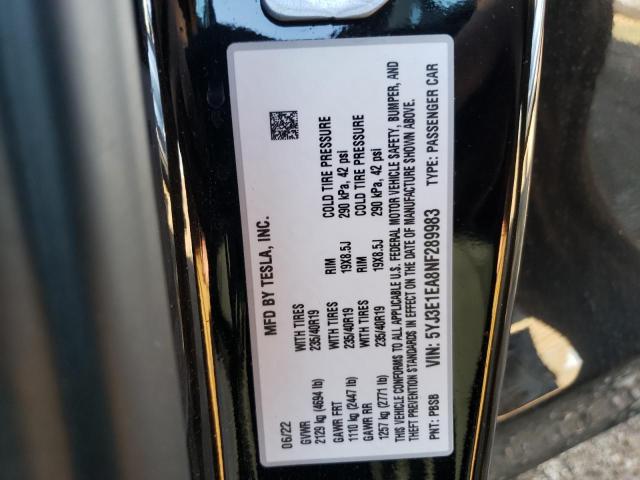 MFD BY TESLA, INC.
06/22
GVWR WITH TIRES RIM COLD TIRE PRESSURE
2129 kg (4694 lb) 235/40R19 19X8.5J 290 kPa, 42 psi
GAWR FRT WITH TIRES RIM COLD TIRE PRESSURE
1110 kg (2447 lb) 235/40R19 19X8.5J 290 kPa, 42 psi
GAWR RR WITH TIRES
1257 kg (2771 lb) 235/40R19
THIS VEHICLE CONFORMS TO ALL APPLICABLE U.S. FEDERAL MOTOR VEHICLE SAFETY, BUMPER, AND
THEFT PREVENTION STANDARDS IN EFFECT ON THE DATE OF MANUFACTURE SHOWN ABOVE.
PNT: PBSB VIN: 5YJ3E1EA8NF289983 TYPE: PASSENGER CAR